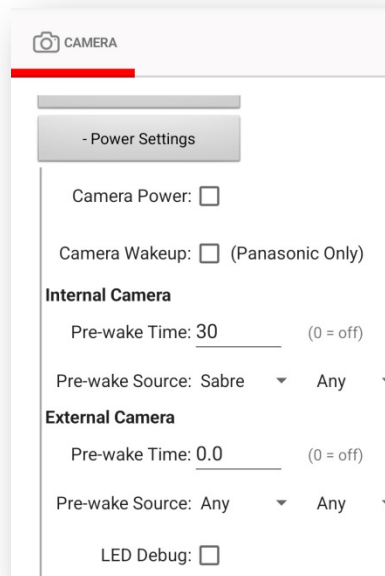 CAMERA
- Power Settings
Camera Power:
Camera Wakeup: (Panasonic Only)
Internal Camera
Pre-wake Time: 30 (0 = off)
Pre-wake Source: Sabre Any
External Camera
Pre-wake Time: 0.0 (0 = off)
Pre-wake Source: Any Any
LED Debug: